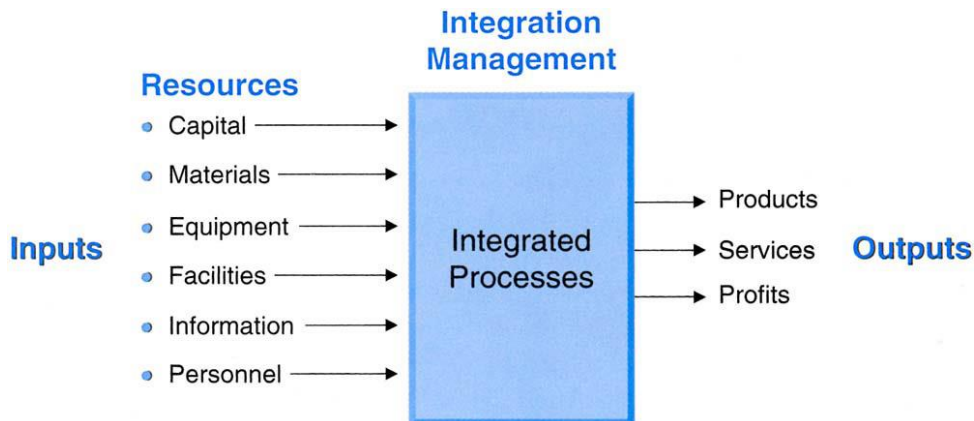 Integration
Management
Resources
Capital
Materials
Equipment
Facilities
Information
Personnel
Inputs
Integrated
Processes
Products
Services
Profits
Outputs